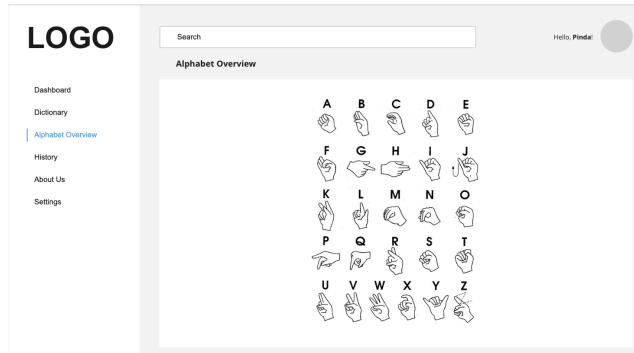 LOGO
Search
Hello, Pinda!
Alphabet Overview
Dashboard
Dictionary
Alphabet Overview
History
About Us
Settings
A B C D E
F G H I J
K L M N O
P Q R S T
U V W X Y Z